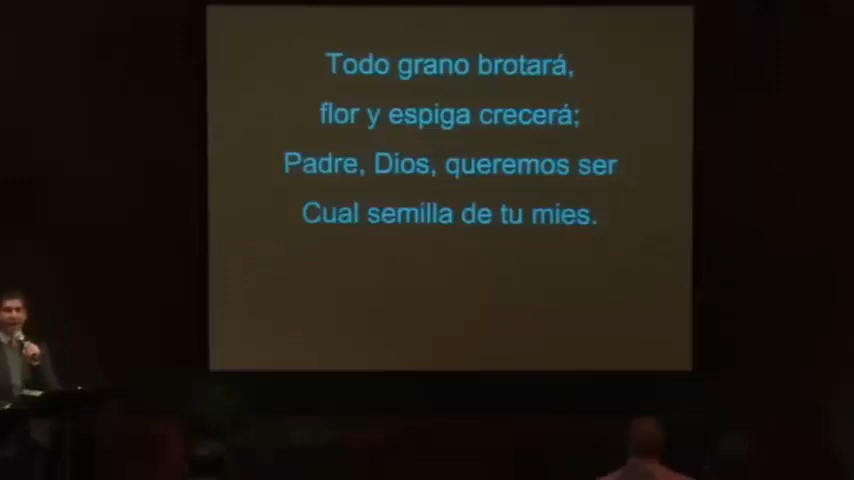 Todo grano brotará,
flor y espiga crecerá;
Padre, Dios, queremos ser
Cual semilla de tu mies.